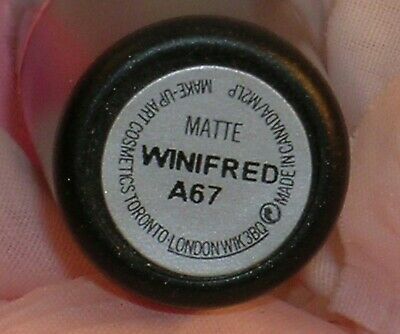 MATTE
WINIFRED
A67
MAKE-UP ART COSMETICS TORONTO·LONDON W1K 3BQ MADE IN CANADA/M2LP